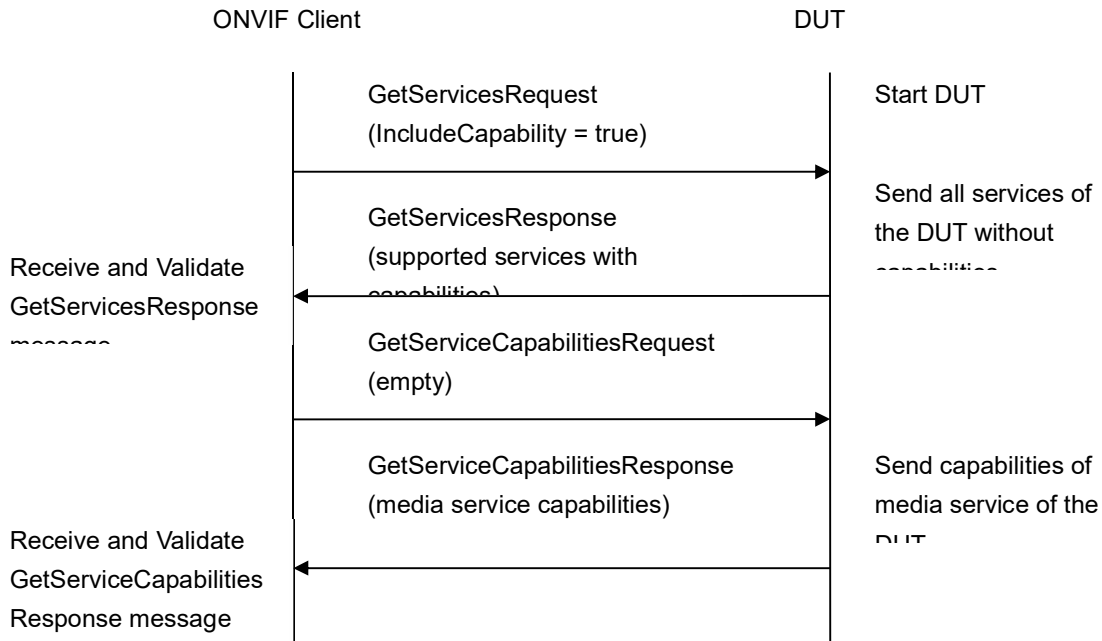 ONVIF Client
DUT
GetServicesRequest
(IncludeCapability = true)
Start DUT
Send all services of
the DUT without
GetServicesResponse
(supported services with
capabilities)
Receive and Validate
GetServicesResponse
GetServiceCapabilitiesRequest
(empty)
GetServiceCapabilitiesResponse
(media service capabilities)
Send capabilities of
media service of the
Receive and Validate
GetServiceCapabilities
Response message